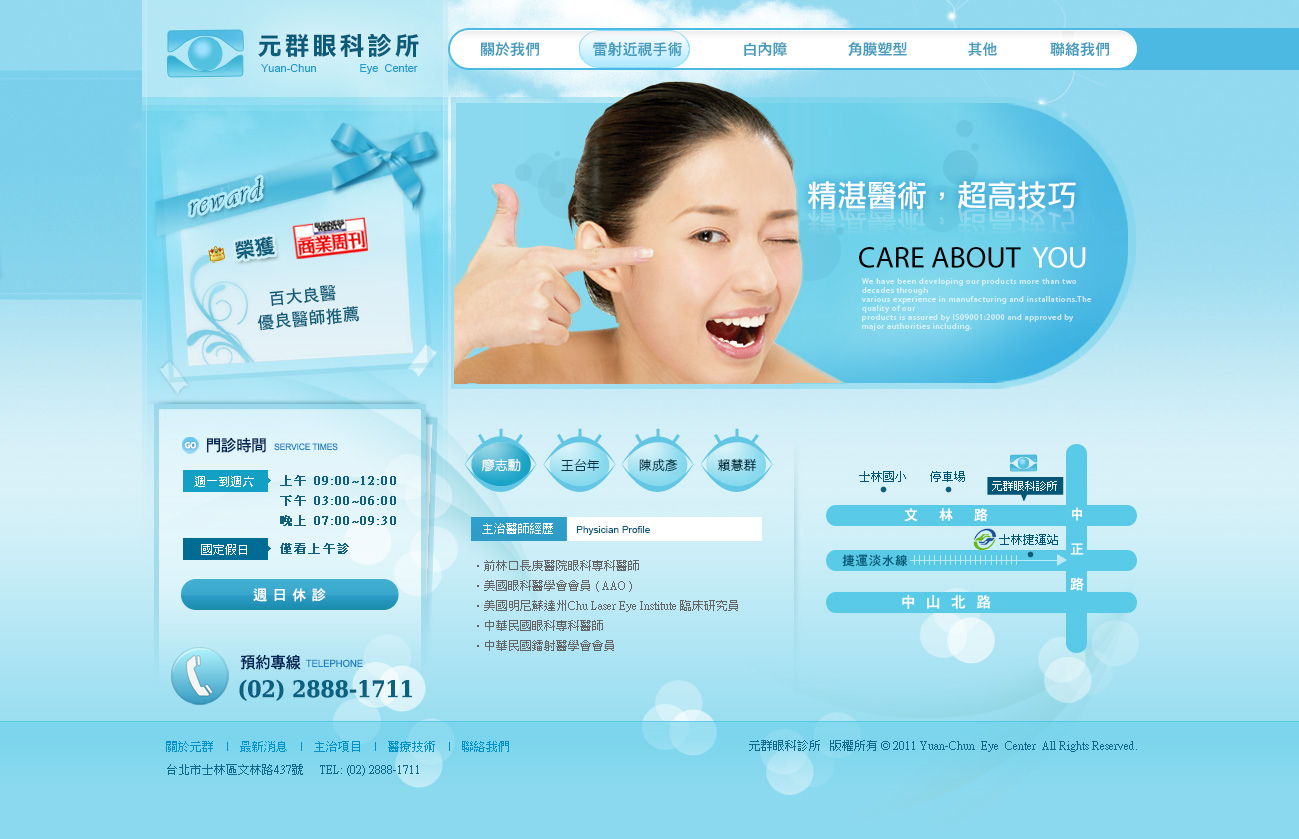 元群眼科診所
Yuan-Chun Eye Center
關於我們 雷射近視手術 白內障 角膜塑型 其他 聯絡我們
reward
榮獲 BUSINESS WEEKLY 商業周刊
百大良醫
優良醫師推薦
精湛醫術，超高技巧
CARE ABOUT YOU
We have been developing our products more than two
decades through
various experience in manufacturing and installations.The
quality of our
products is assured by IS09001:2000 and approved by
major authorities including.
GO 門診時間 SERVICE TIMES
週一到週六 上午 09:00~12:00
下午 03:00~06:00
晚上 07:00~09:30
國定假日 僅看上午診
週日休診
預約專線 TELEPHONE
(02) 2888-1711
廖志勳 王台年 陳成彥 賴慧群
主治醫師經歷 Physician Profile
・前林口長庚醫院眼科專科醫師
・美國眼科醫學會會員 ( AAO )
・美國明尼蘇達州Chu Laser Eye Institute 臨床研究員
・中華民國眼科專科醫師
・中華民國鐳射醫學會會員
士林國小 停車場 元群眼科診所
文林路
中正路
士林捷運站
捷運淡水線
中山北路
關於元群 | 最新消息 | 主治項目 | 醫療技術 | 聯絡我們
元群眼科診所 版權所有 © 2011 Yuan-Chun Eye Center All Rights Reserved.
台北市士林區文林路437號 TEL: (02) 2888-1711